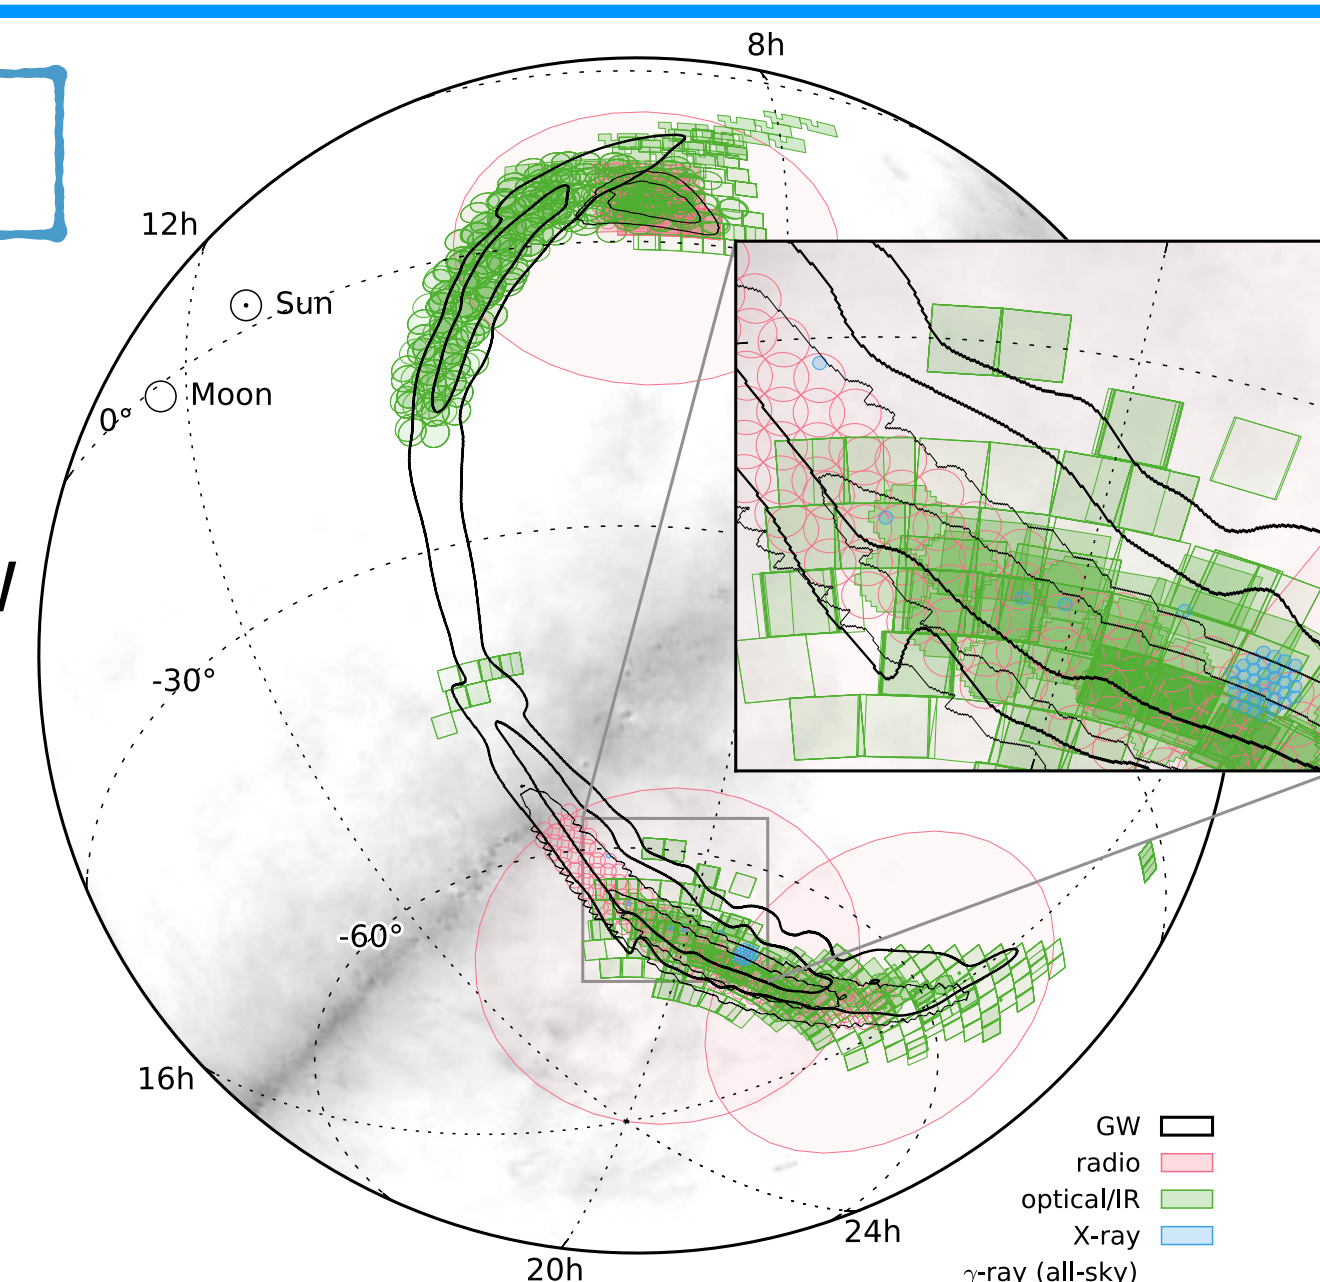 8h
12h
Sun
Moon
0°
-30°
-60°
16h
GW
radio
optical/IR
X-ray
γ-ray (all-sky)
24h
20h